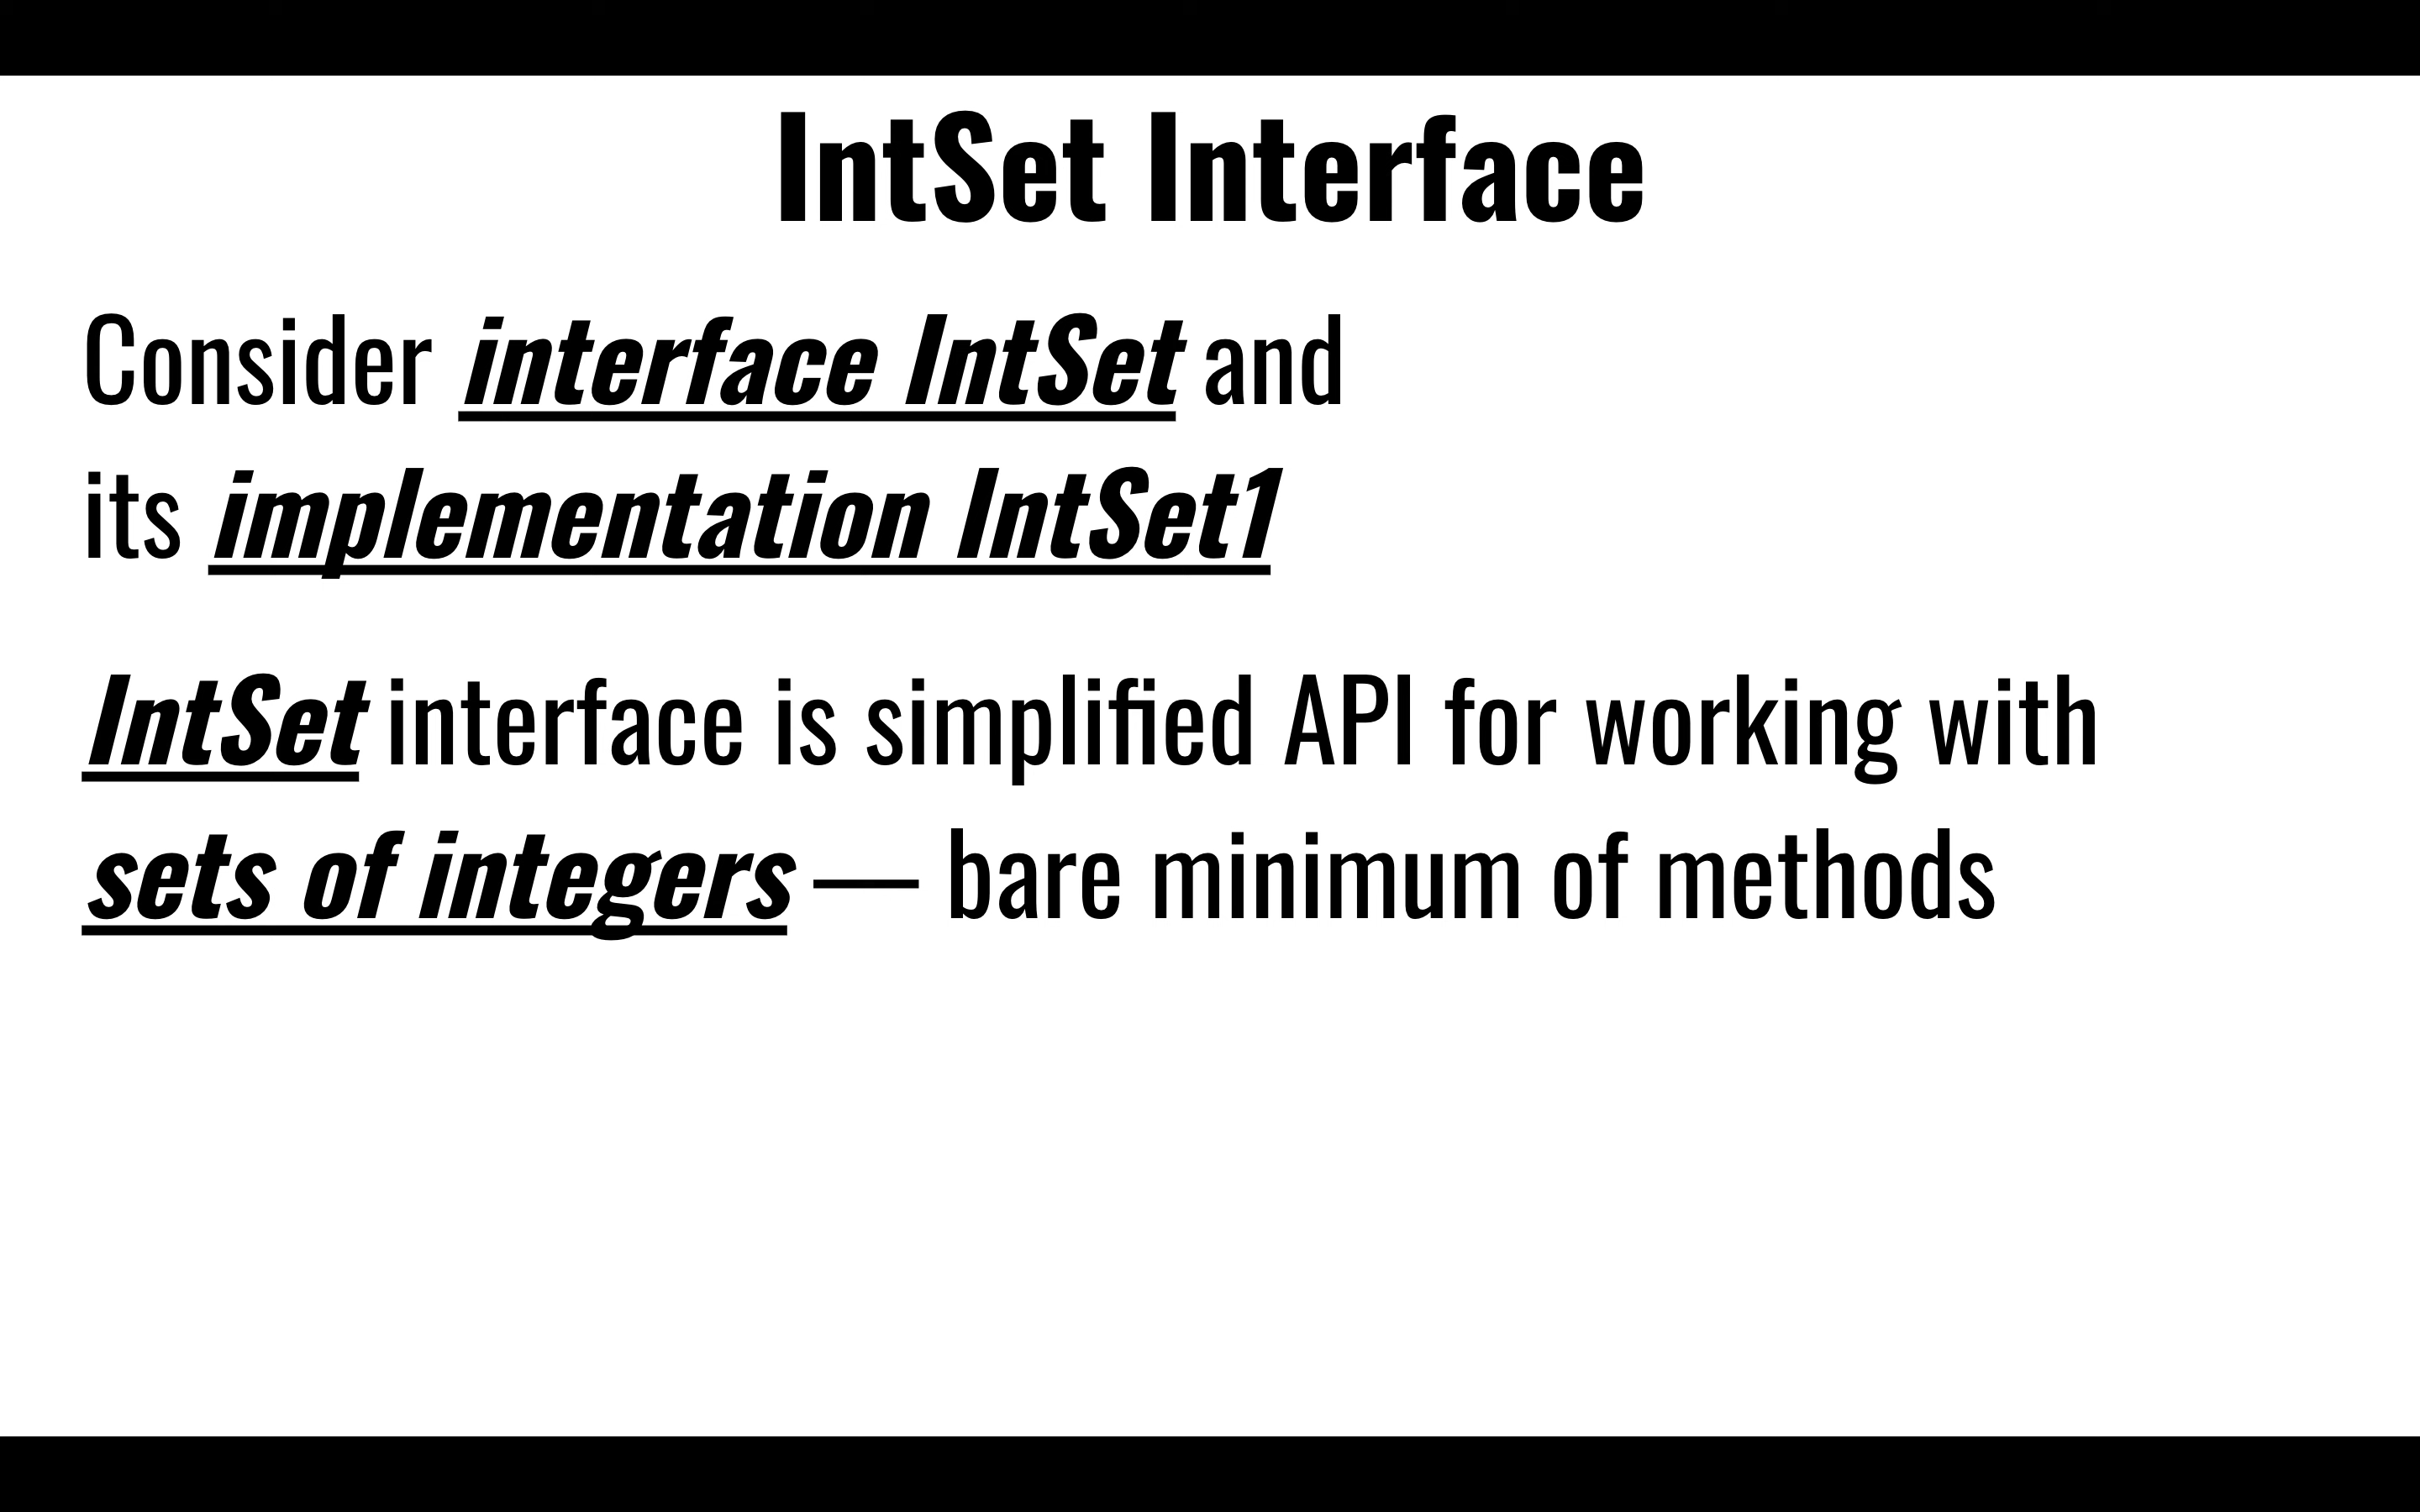 IntSet Interface
Consider interface IntSet and
its implementation IntSet1
IntSet interface is simplified API for working with
sets of integers — bare minimum of methods